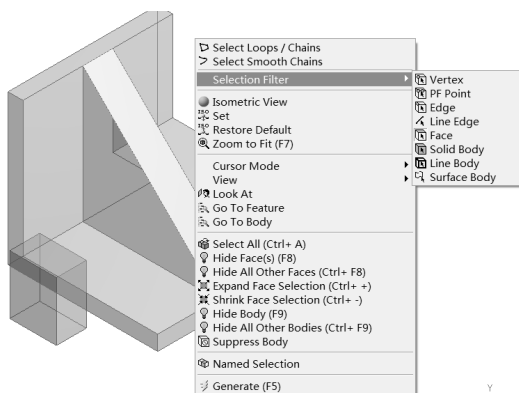 Select Loops / Chains
Select Smooth Chains
Selection Filter
Isometric View
ISO
Set
ISO
Restore Default
Zoom to Fit (F7)
Cursor Mode
View
Look At
Go To Feature
Go To Body
Select All (Ctrl+ A)
Hide Face(s) (F8)
Hide All Other Faces (Ctrl+ F8)
Expand Face Selection (Ctrl+ +)
Shrink Face Selection (Ctrl+ -)
Hide Body (F9)
Hide All Other Bodies (Ctrl+ F9)
Suppress Body
Named Selection
Generate (F5)
Vertex
PF Point
Edge
Line Edge
Face
Solid Body
Line Body
Surface Body
Y